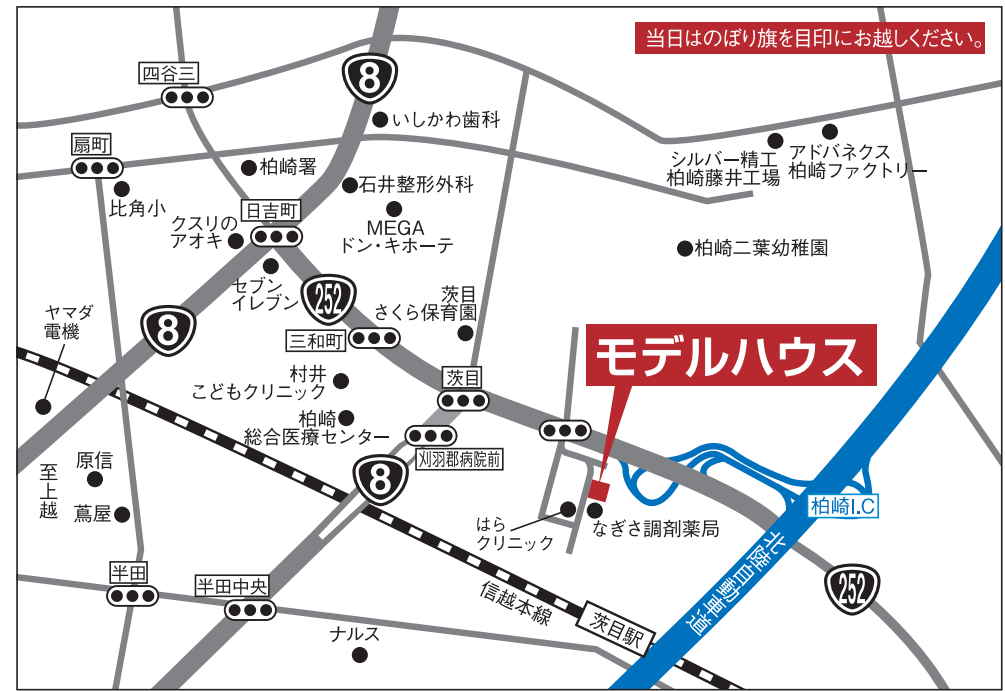 当日はのぼり旗を目印にお越しください。
四谷三
8
いしかわ歯科
扇町
柏崎署
シルバー精工
柏崎藤井工場
アドバネクス
柏崎ファクトリー
比角小
石井整形外科
日吉町
クスリの
アオキ
MEGA
ドン・キホーテ
柏崎二葉幼稚園
セブン
イレブン
252
茨目
さくら保育園
ヤマダ
電機
8
三和町
モデルハウス
村井
こどもクリニック
茨目
柏崎
総合医療センター
刈羽郡病院前
8
至上越
原信
蔦屋
柏崎I.C
はら
クリニック
なぎさ調剤薬局
北陸自動車道
半田
半田中央
信越本線
茨目駅
252
ナルス